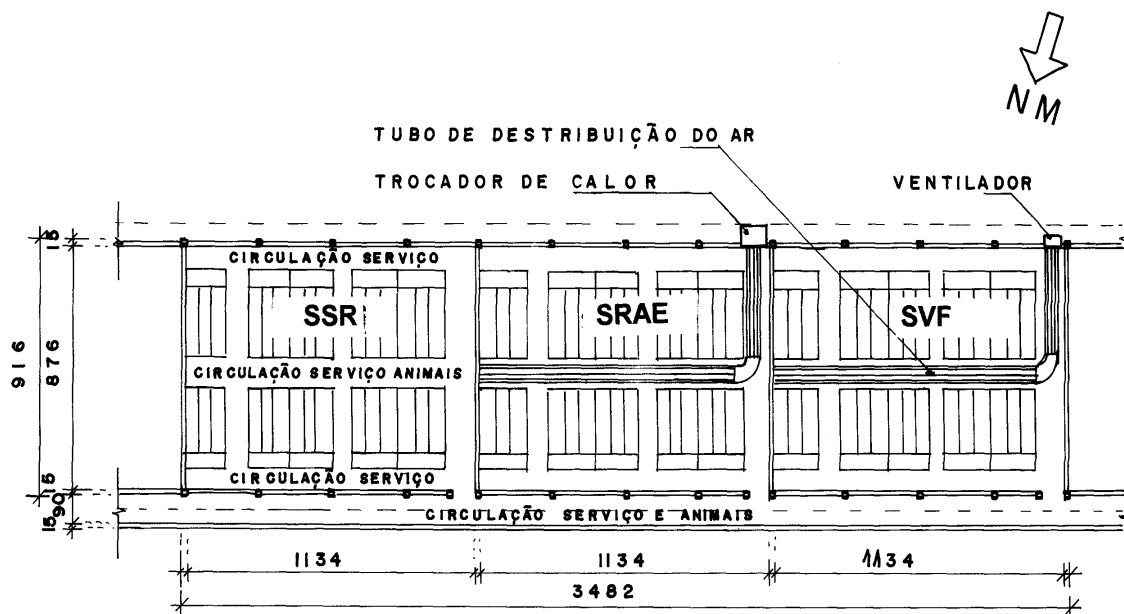 NM
TUBO DE DESTRIBUIÇÃO DO AR
TROCADOR DE CALOR
VENTILADOR
15
CIRCULAÇÃO SERVIÇO
SSR
SRAE
SVF
916
876
CIRCULAÇÃO SERVIÇO ANIMAIS
CIRCULAÇÃO SERVIÇO
15
90
CIRCULAÇÃO SERVIÇO E ANIMAIS
15
1134
1134
1134
3482